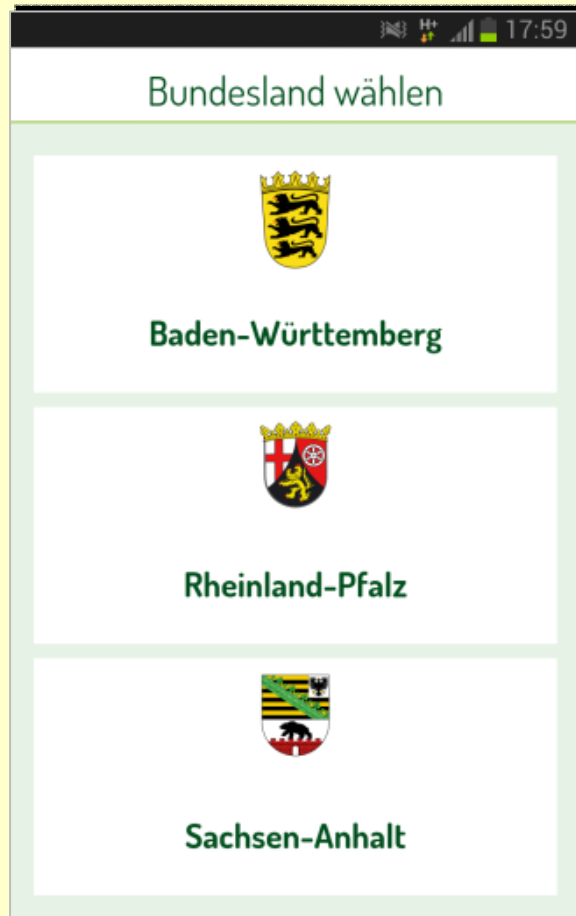 H+ 17:59
Bundesland wählen
Baden-Württemberg
Rheinland-Pfalz
Sachsen-Anhalt